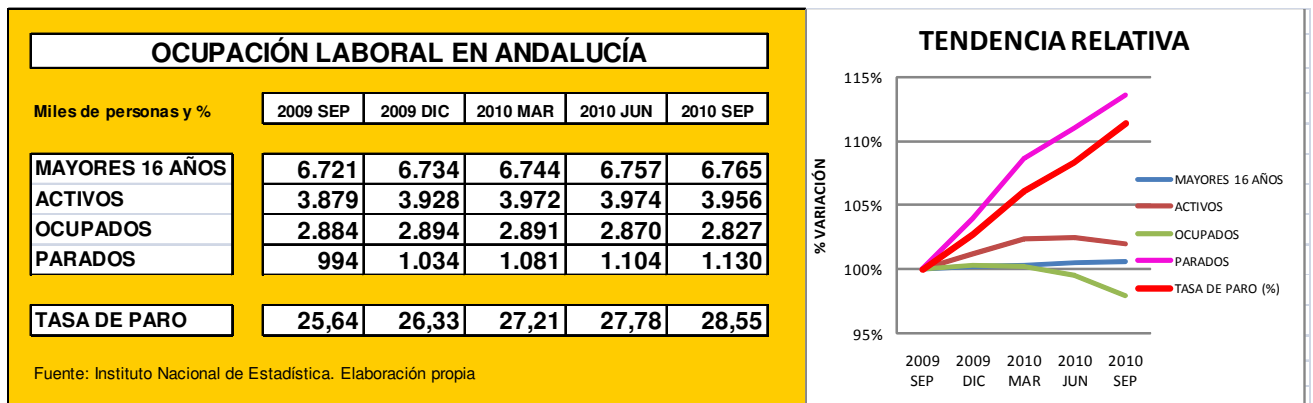 OCUPACIÓN LABORAL EN ANDALUCÍA
Miles de personas y % 2009 SEP 2009 DIC 2010 MAR 2010 JUN 2010 SEP
MAYORES 16 AÑOS 6.721 6.734 6.744 6.757 6.765
ACTIVOS 3.879 3.928 3.972 3.974 3.956
OCUPADOS 2.884 2.894 2.891 2.870 2.827
PARADOS 994 1.034 1.081 1.104 1.130
TASA DE PARO 25,64 26,33 27,21 27,78 28,55
Fuente: Instituto Nacional de Estadística. Elaboración propia
TENDENCIA RELATIVA
% VARIACIÓN
115%
110%
105%
100%
95%
2009 2009 2010 2010 2010
SEP DIC MAR JUN SEP
MAYORES 16 AÑOS
ACTIVOS
OCUPADOS
PARADOS
TASA DE PARO (%)